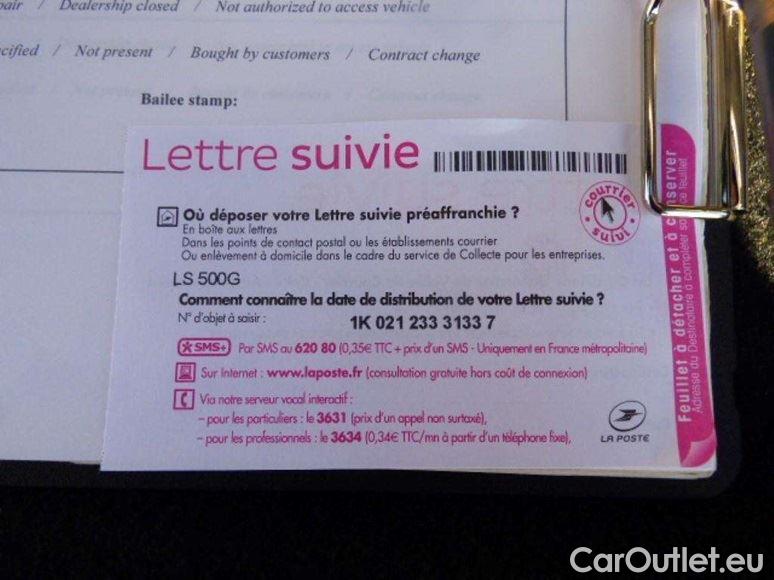 pair / Dealership closed / Not authorized to access vehicle
cified / Not present / Bought by customers / Contract change
Bailee stamp:
Lettre suivie
courrier suivi
Où déposer votre Lettre suivie préaffranchie ?
En boîte aux lettres
Dans les points de contact postal ou les établissements courrier
Ou enlèvement à domicile dans le cadre du service de Collecte pour les entreprises.
LS 500G
Comment connaître la date de distribution de votre Lettre suivie ?
N° d'objet à saisir : 1K 021 233 3133 7
SMS+ Par SMS au 620 80 (0,35€ TTC + prix d'un SMS - Uniquement en France métropolitaine)
Sur Internet : www.laposte.fr (consultation gratuite hors coût de connexion)
Via notre serveur vocal interactif :
– pour les particuliers : le 3631 (prix d'un appel non surtaxé),
– pour les professionnels : le 3634 (0,34€ TTC/mn à partir d'un téléphone fixe),
LA POSTE
Feuillet à détacher et à conserver
Adresse du Destinataire à compléter sur ce feuillet
CarOutlet.eu